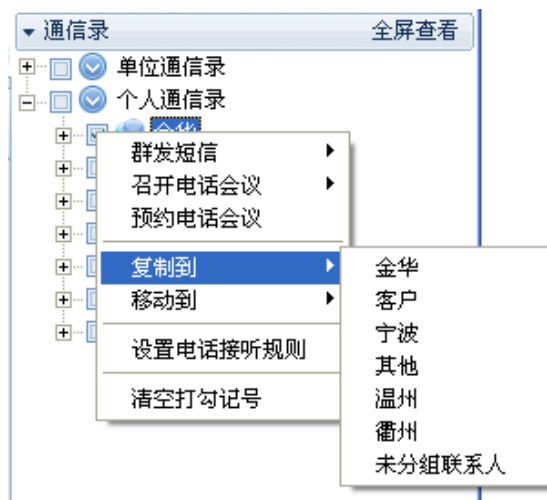 通信录 全屏查看
单位通信录
个人通信录
金华
群发短信
召开电话会议
预约电话会议
复制到
移动到
设置电话接听规则
清空打勾记号
金华
客户
宁波
其他
温州
衢州
未分组联系人